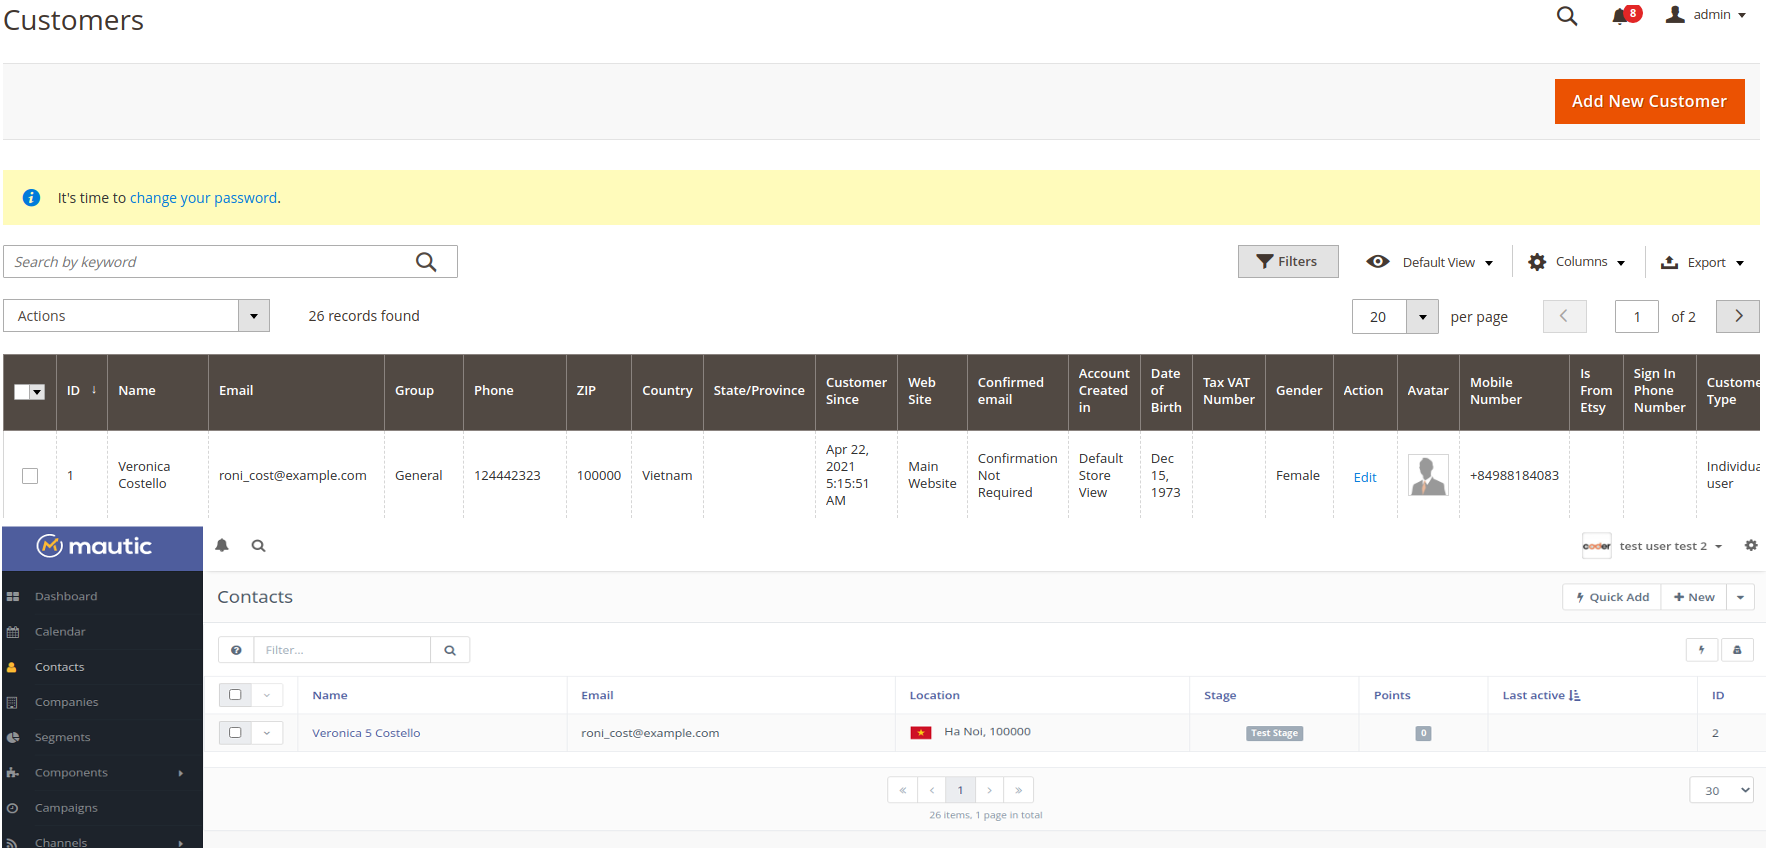 Customers
8
admin
Add New Customer
It's time to change your password.
Search by keyword
Filters
Default View
Columns
Export
Actions
26 records found
20
per page
1
of 2
ID ↓
Name
Email
Group
Phone
ZIP
Country
State/Province
Customer
Since
Web
Site
Confirmed
email
Account
Created
in
Date
of
Birth
Tax VAT
Number
Gender
Action
Avatar
Mobile
Number
Is
From
Etsy
Sign In
Phone
Number
Custome
Type
1
Veronica
Costello
roni_cost@example.com
General
124442323
100000
Vietnam
Apr 22,
2021
5:15:51
AM
Main
Website
Confirmation
Not
Required
Default
Store
View
Dec
15,
1973
Female
Edit
+84988184083
Individua
user
mautic
coder
test user test 2
Dashboard
Calendar
Contacts
Companies
Segments
Components
Campaigns
Channels
Contacts
Quick Add
+ New
Filter...
Name
Email
Location
Stage
Points
Last active
ID
Veronica 5 Costello
roni_cost@example.com
Ha Noi, 100000
Test Stage
0
2
« ‹ 1 › »
26 items, 1 page in total
30